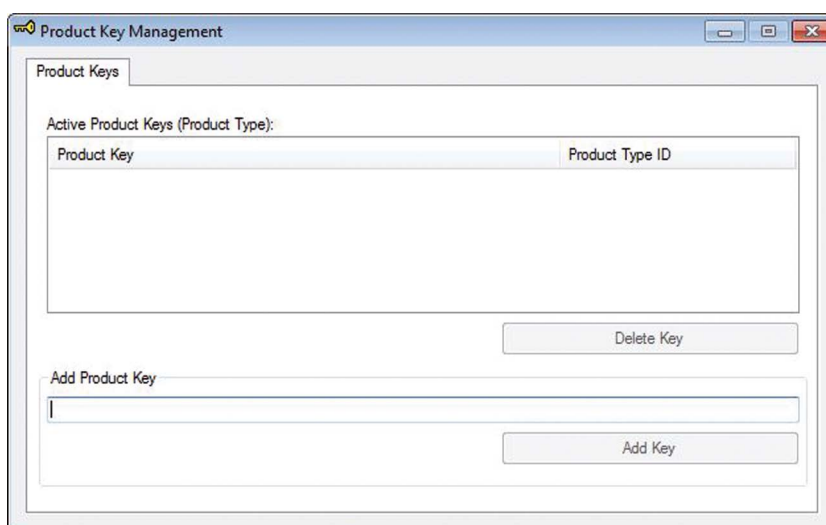 Product Key Management
Product Keys
Active Product Keys (Product Type):
Product Key Product Type ID
Delete Key
Add Product Key
Add Key